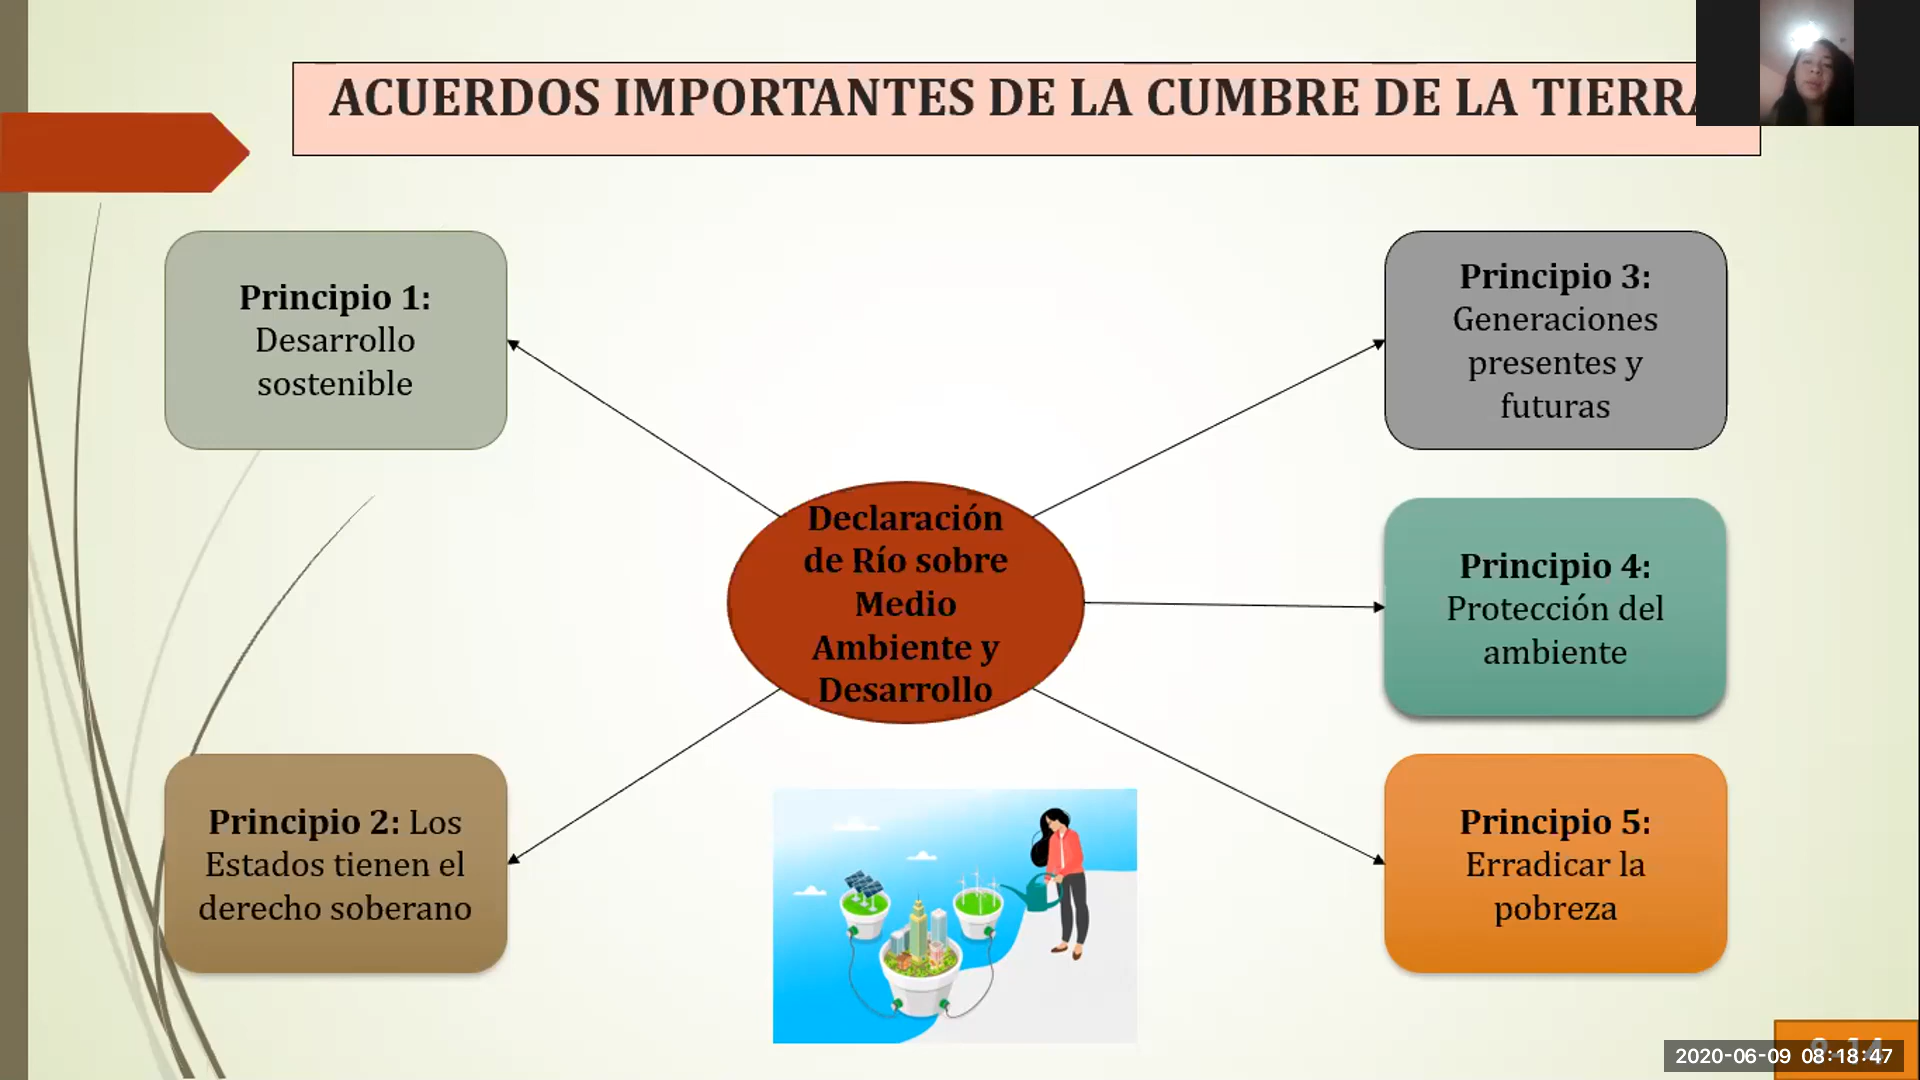 ACUERDOS IMPORTANTES DE LA CUMBRE DE LA TIERRA
Principio 1:
Desarrollo
sostenible
Principio 2: Los
Estados tienen el
derecho soberano
Declaración
de Río sobre
Medio
Ambiente y
Desarrollo
Principio 3:
Generaciones
presentes y
futuras
Principio 4:
Protección del
ambiente
Principio 5:
Erradicar la
pobreza
2020-06-09 08:18:47